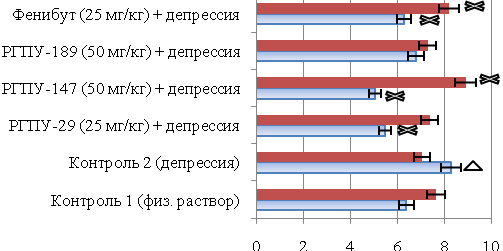 Фенибут (25 мг/кг) + депрессия
РГПУ-189 (50 мг/кг) + депрессия
РГПУ-147 (50 мг/кг) + депрессия
РГПУ-29 (25 мг/кг) + депрессия
Контроль 2 (депрессия)
Контроль 1 (физ. раствор)
0 2 4 6 8 10